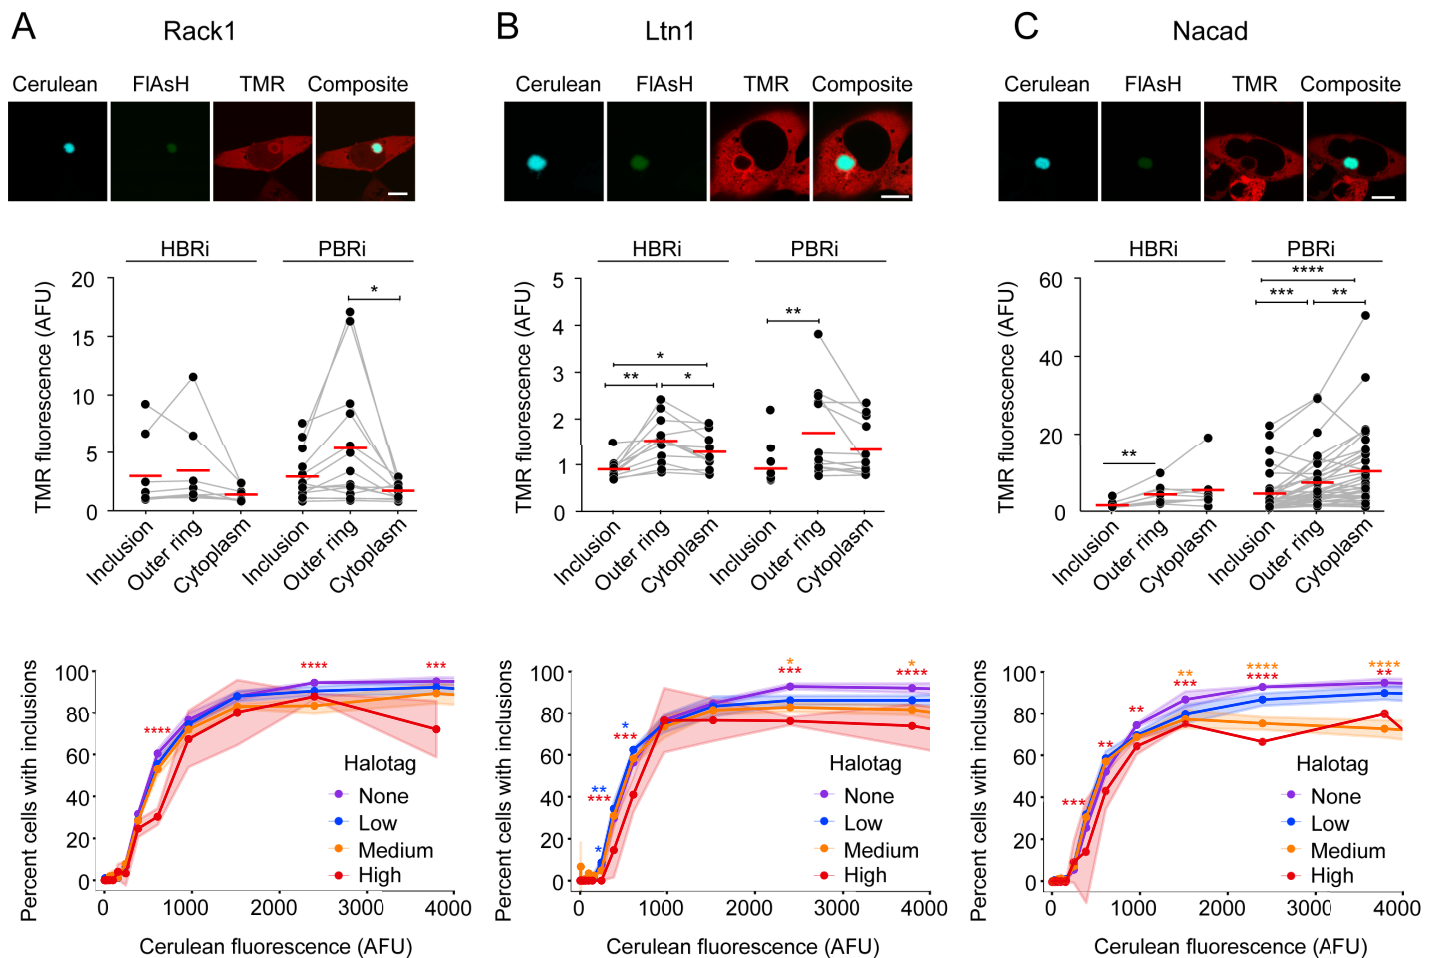 A
Rack1
B
Ltn1
C
Nacad
Cerulean FlAsH TMR Composite
Cerulean FlAsH TMR Composite
Cerulean FlAsH TMR Composite
HBRi PBRi
TMR fluorescence (AFU)
20
15
10
5
0
*
Inclusion
Outer ring
Cytoplasm
Inclusion
Outer ring
Cytoplasm
HBRi PBRi
TMR fluorescence (AFU)
5
4
3
2
1
0
*
** *
**
Inclusion
Outer ring
Cytoplasm
Inclusion
Outer ring
Cytoplasm
HBRi PBRi
TMR fluorescence (AFU)
60
40
20
0
**
****
*** **
Inclusion
Outer ring
Cytoplasm
Inclusion
Outer ring
Cytoplasm
Percent cells with inclusions
100
80
60
40
20
0
**** **** ***
Halotag
None
Low
Medium
High
0 1000 2000 3000 4000
Cerulean fluorescence (AFU)
Percent cells with inclusions
100
80
60
40
20
0
*
**
***
*
***
*
***
*
****
Halotag
None
Low
Medium
High
0 1000 2000 3000 4000
Cerulean fluorescence (AFU)
Percent cells with inclusions
100
80
60
40
20
0
***
**
**
**
***
****
****
****
**
Halotag
None
Low
Medium
High
0 1000 2000 3000 4000
Cerulean fluorescence (AFU)